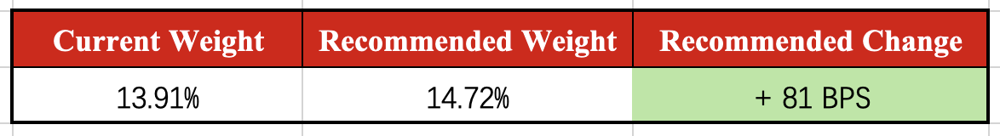 Current Weight Recommended Weight Recommended Change
13.91% 14.72% + 81 BPS